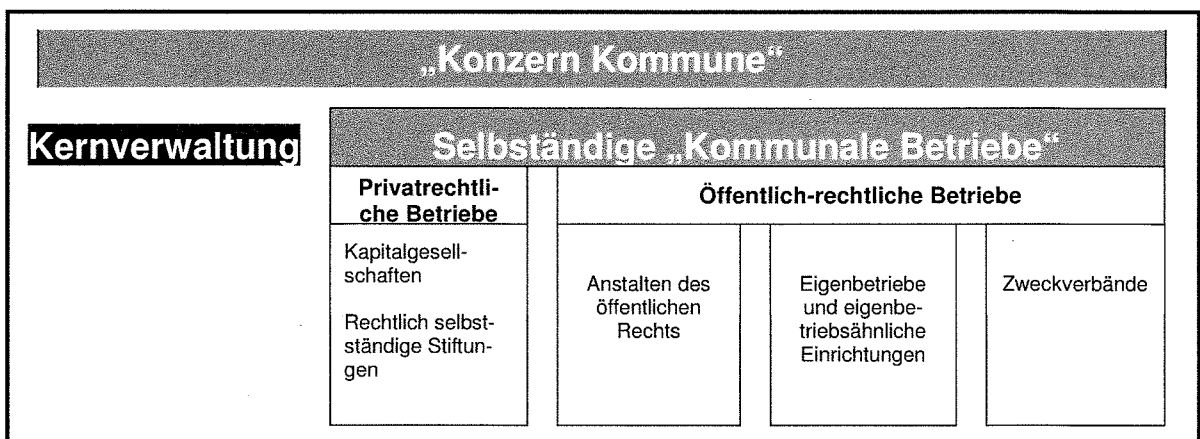 „Konzern Kommune“
Kernverwaltung
Selbständige „Kommunale Betriebe“
Privatrechtli-
che Betriebe
Öffentlich-rechtliche Betriebe
Kapitalgesell-
schaften
Rechtlich selbst-
ständige Stiftun-
gen
Anstalten des
öffentlichen
Rechts
Eigenbetriebe
und eigenbe-
triebsähnliche
Einrichtungen
Zweckverbände